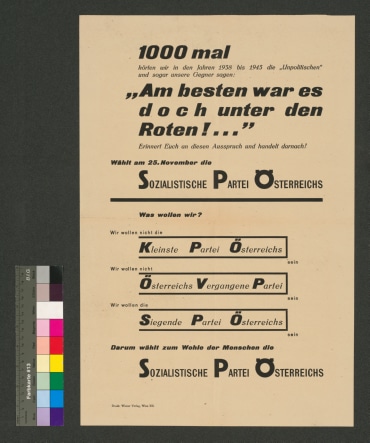 1000 mal
hörten wir in den Jahren 1938 bis 1945 die „Unpolitischen"
und sogar unsere Gegner sagen:
„Am besten war es
doch unter den
Roten!..."
Erinnert Euch an diesen Ausspruch und handelt darnach!
Wählt am 25. November die
SOZIALISTISCHE PARTEI ÖSTERREICHS
Was wollen wir?
Wir wollen nicht die
Kleinste Partei Österreichs
sein
Wir wollen nicht
Österreichs Vergangene Partei
sein
Wir wollen die
Siegende Partei Österreichs
sein
Darum wählt zum Wohle der Menschen die
SOZIALISTISCHE PARTEI ÖSTERREICHS